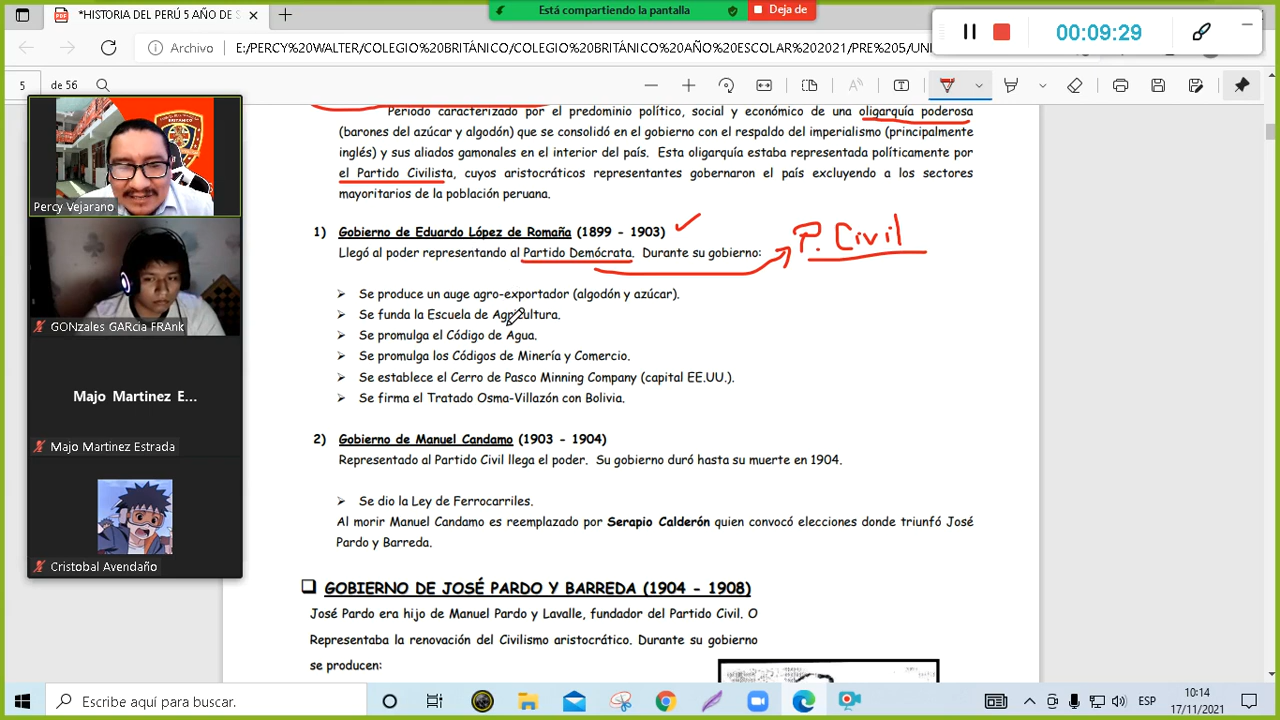 *HISTORIA DEL PERÚ 5 AÑO DE S
Está compartiendo la pantalla
Deja de
00:09:29
Archivo
E:/PERCY%20WALTER/COLEGIO%20BRITÁNICO/COLEGIO%20BRITÁNICO%20AÑO%20ESCOLAR%202021/PRE%205/UNI
5
de 56
Periodo caracterizado por el predominio político, social y económico de una oligarquía poderosa
(barones del azúcar y algodón) que se consolidó en el gobierno con el respaldo del imperialismo (principalmente
inglés) y sus aliados gamonales en el interior del país. Esta oligarquía estaba representada políticamente por
el Partido Civilista, cuyos aristocráticos representantes gobernaron el país excluyendo a los sectores
mayoritarios de la población peruana.
1) Gobierno de Eduardo López de Romaña (1899 - 1903)
P. Civil
Llegó al poder representando al Partido Demócrata. Durante su gobierno:
Se produce un auge agro-exportador (algodón y azúcar).
Se funda la Escuela de Agricultura.
Se promulga el Código de Agua.
Se promulga los Códigos de Minería y Comercio.
Se establece el Cerro de Pasco Minning Company (capital EE.UU.).
Se firma el Tratado Osma-Villazón con Bolivia.
2) Gobierno de Manuel Candamo (1903 - 1904)
Representado al Partido Civil llega el poder. Su gobierno duró hasta su muerte en 1904.
Se dio la Ley de Ferrocarriles.
Al morir Manuel Candamo es reemplazado por Serapio Calderón quien convocó elecciones donde triunfó José
Pardo y Barreda.
GOBIERNO DE JOSÉ PARDO Y BARREDA (1904 - 1908)
José Pardo era hijo de Manuel Pardo y Lavalle, fundador del Partido Civil. O
Representaba la renovación del Civilismo aristocrático. Durante su gobierno
se producen:
Percy Vejarano
GONzales GARcia FRAnk
Majo Martinez E...
Majo Martinez Estrada
Cristobal Avendaño
Escribe aquí para buscar.
ESP
10:14
17/11/2021